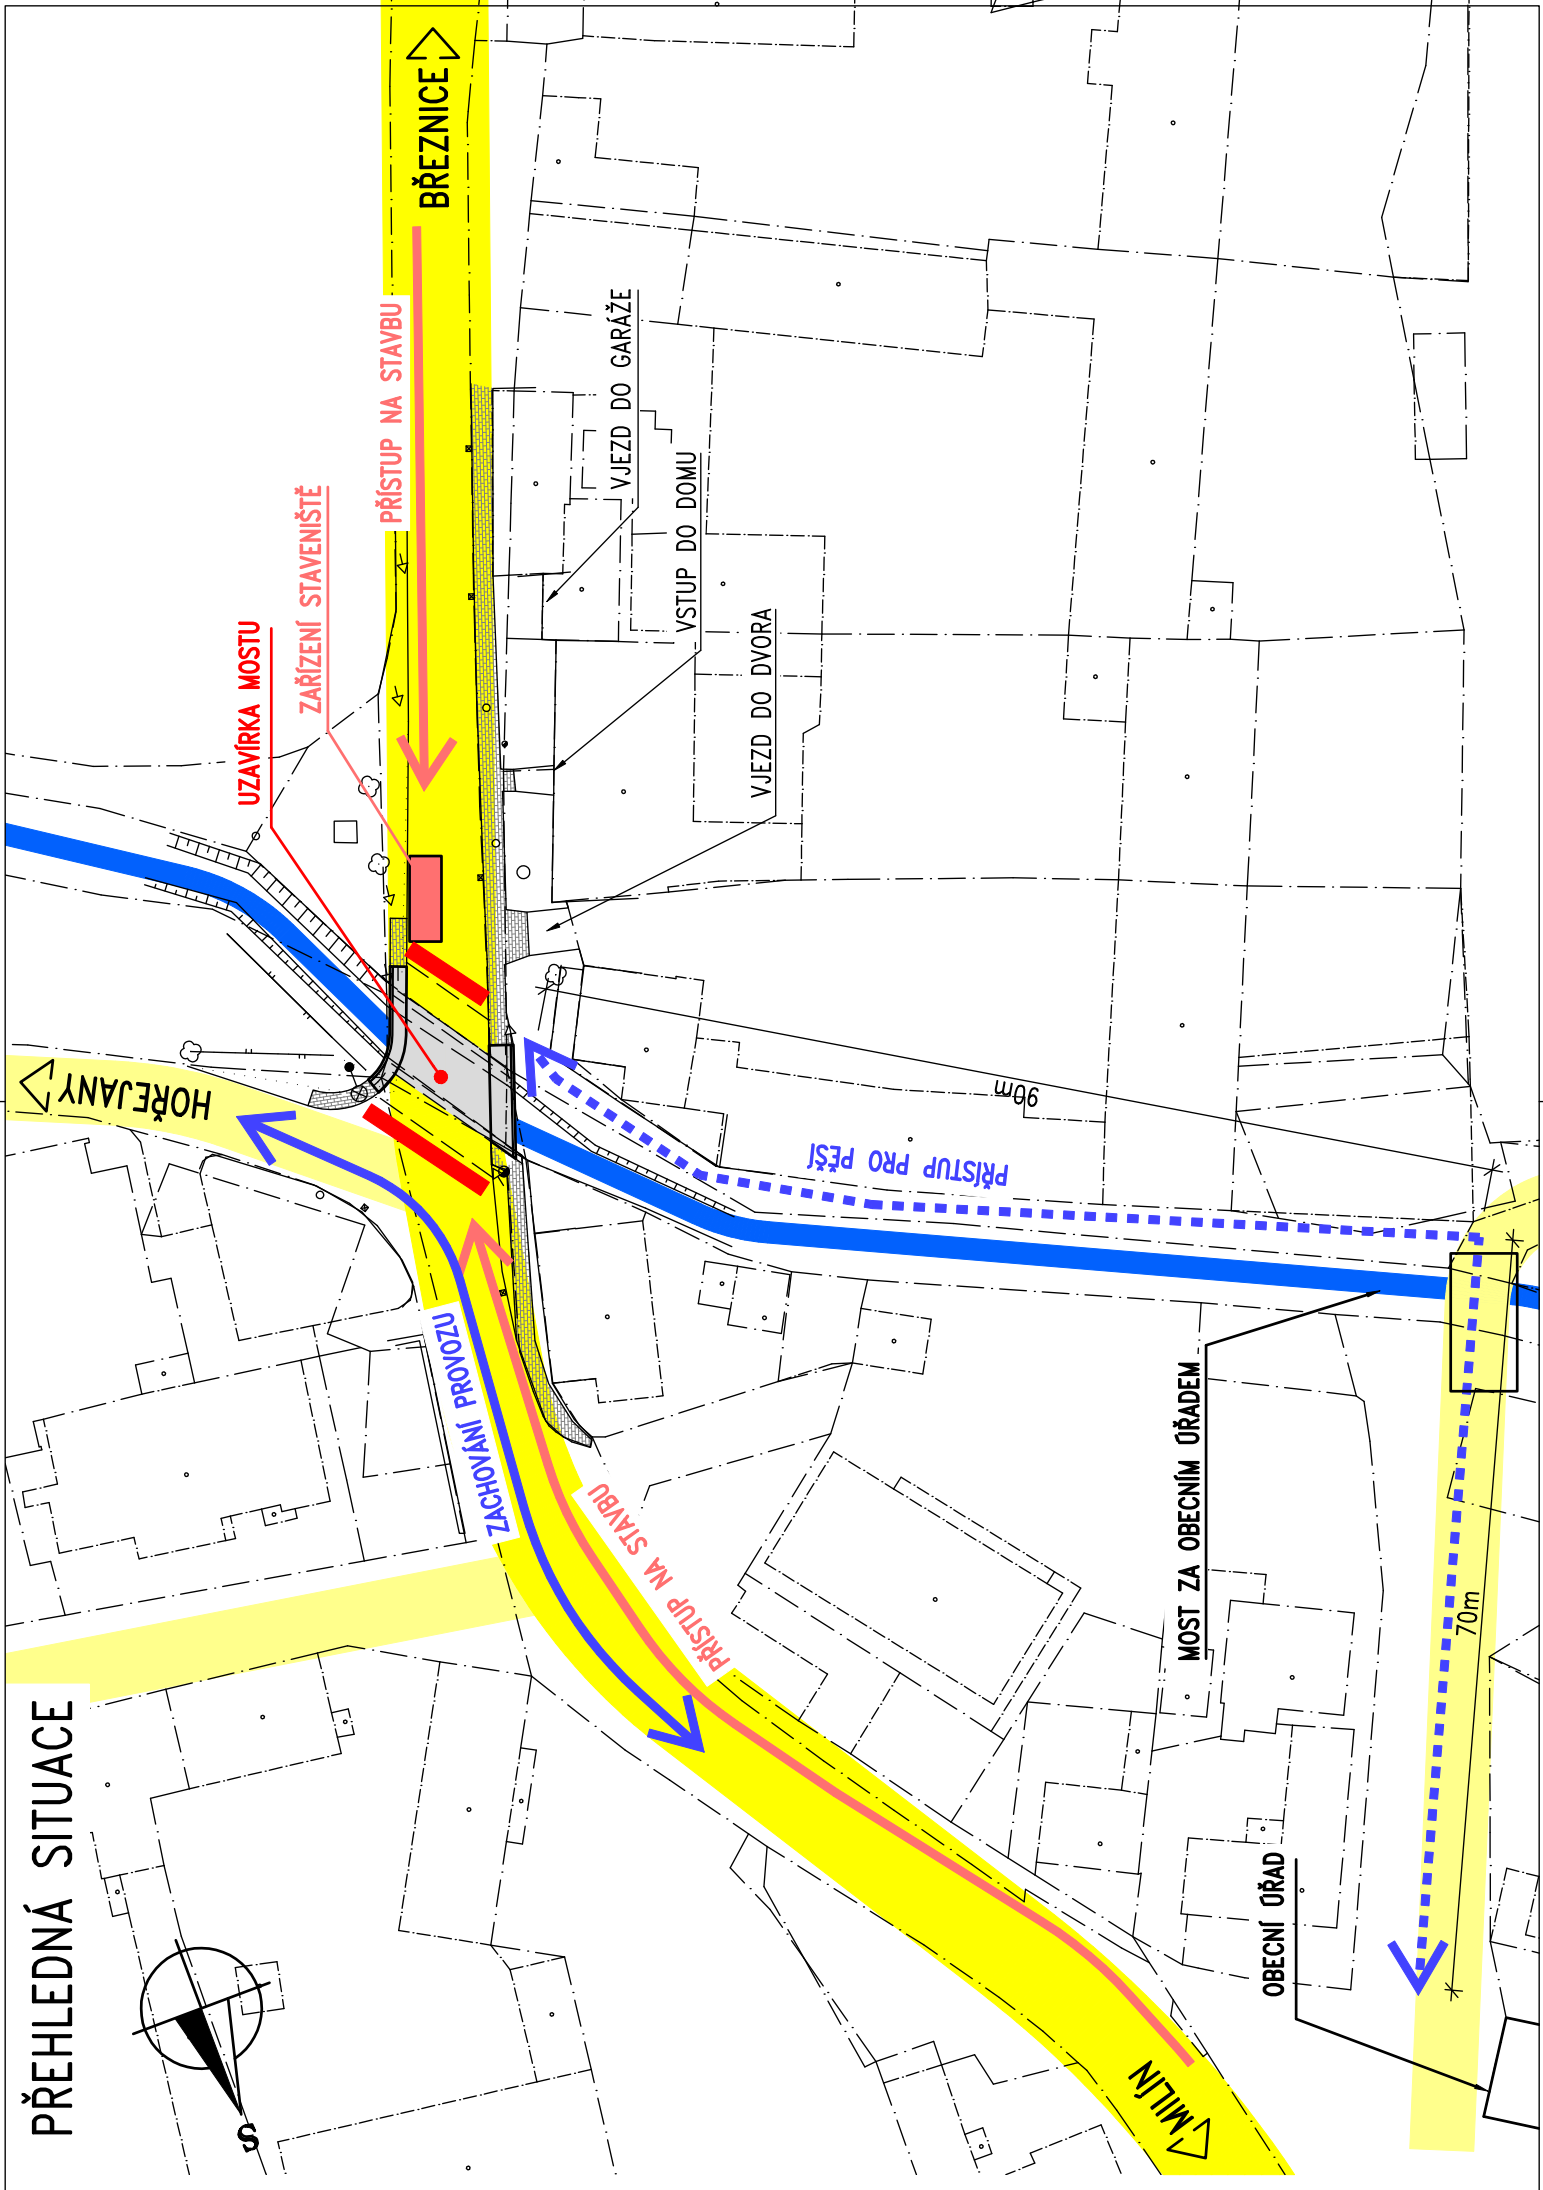 PŘEHLEDNÁ SITUACE
S
HOŘEJANY
BŘEZNICE
UZAVÍRKA MOSTU
ZAŘÍZENÍ STAVENIŠTĚ
PŘÍSTUP NA STAVBU
VJEZD DO GARÁŽE
VSTUP DO DOMU
VJEZD DO DVORA
ZACHOVÁNÍ PROVOZU
PŘÍSTUP NA STAVBU
PŘÍSTUP PRO PĚŠÍ
90m
MOST ZA OBECNÍM ÚŘADEM
70m
OBECNÍ ÚŘAD
MILÍN